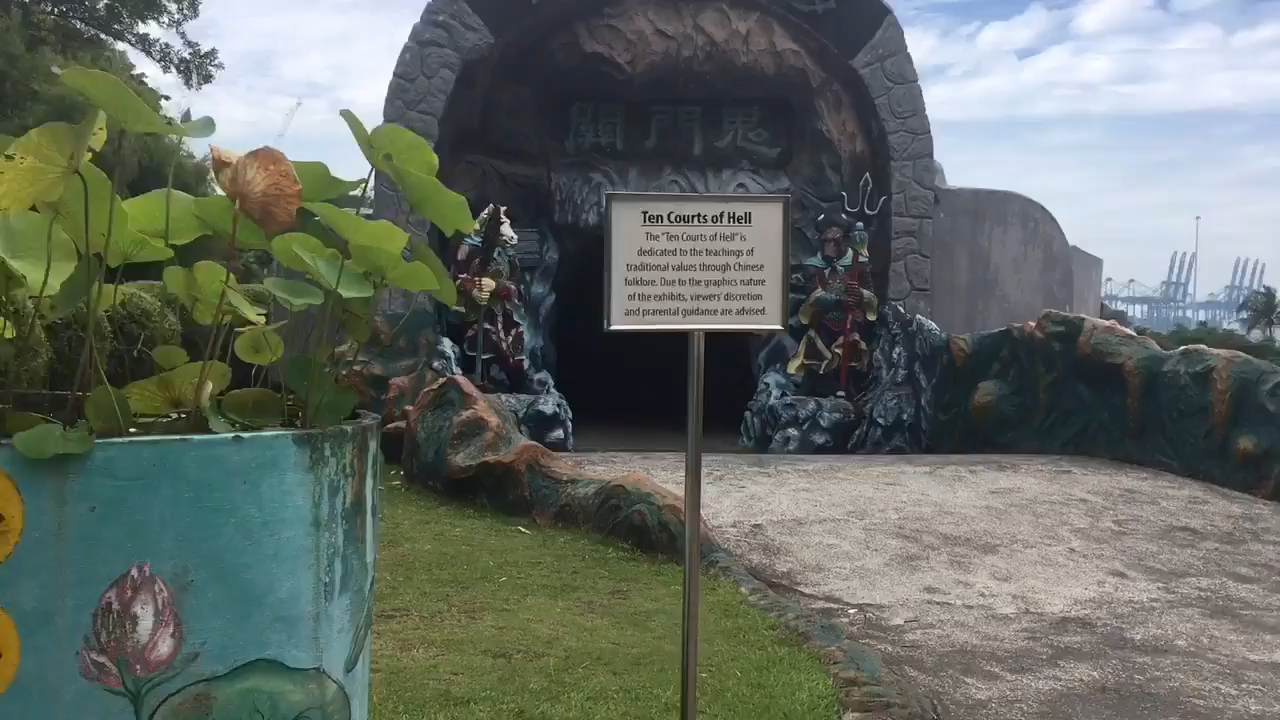 鬼門關
Ten Courts of Hell
The "Ten Courts of Hell" is
dedicated to the teachings of
traditional values through Chinese
folklore. Due to the graphics nature
of the exhibits, viewers' discretion
and prarental guidance are advised.